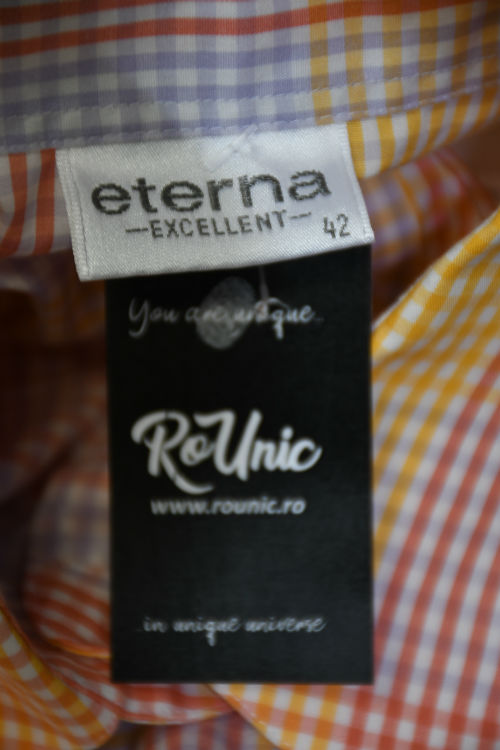 eterna
—EXCELLENT—
42
You are unique..
RoUnic
www.rounic.ro
..in unique universe